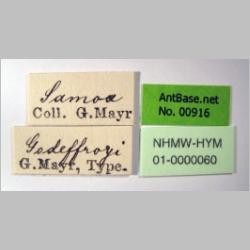 Samoa
Coll. G.Mayr
Godeffroyi
G.Mayr, Type.
AntBase.net
No. 00916
NHMW-HYM
01-0000060